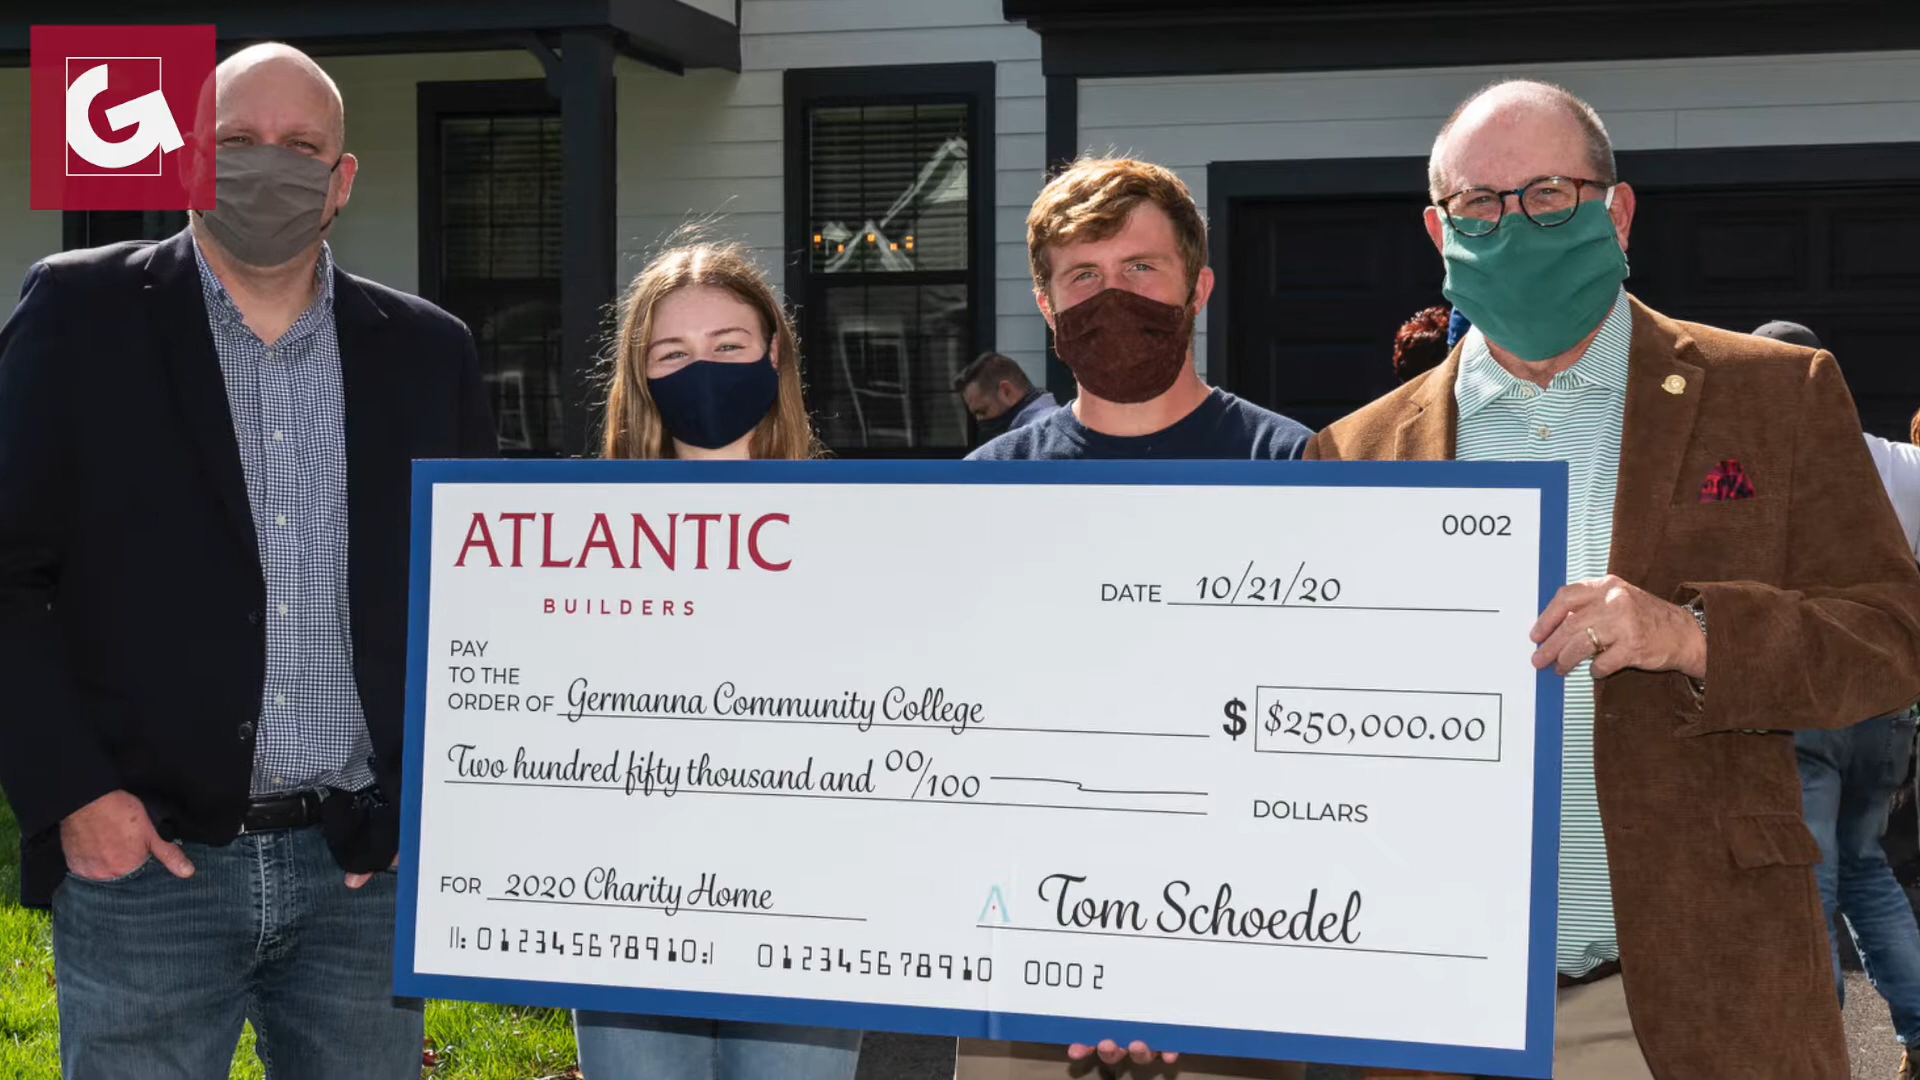 G
ATLANTIC
BUILDERS
0002
DATE 10/21/20
PAY
TO THE
ORDER OF Germanna Community College
$ $250,000.00
Two hundred fifty thousand and 00/100
DOLLARS
FOR 2020 Charity Home
Tom Schoedel
||: 012345678910:| 012345678910 0002